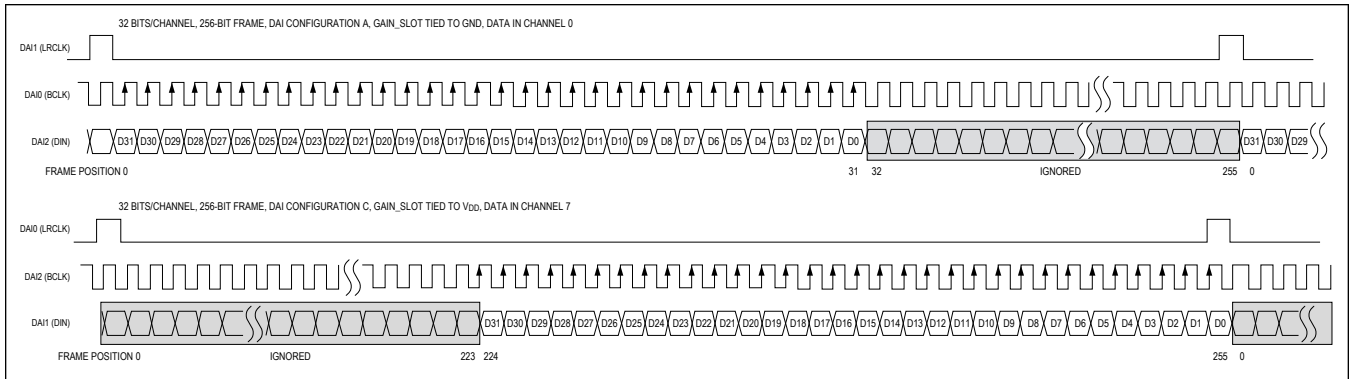 32 BITS/CHANNEL, 256-BIT FRAME, DAI CONFIGURATION A, GAIN_SLOT TIED TO GND, DATA IN CHANNEL 0
DAI1 (LRCLK)
DAI0 (BCLK)
DAI2 (DIN) D31 D30 D29 D28 D27 D26 D25 D24 D23 D22 D21 D20 D19 D18 D17 D16 D15 D14 D13 D12 D11 D10 D9 D8 D7 D6 D5 D4 D3 D2 D1 D0 D31 D30 D29
FRAME POSITION 0 31 32 IGNORED 255 0
32 BITS/CHANNEL, 256-BIT FRAME, DAI CONFIGURATION C, GAIN_SLOT TIED TO VDD, DATA IN CHANNEL 7
DAI0 (LRCLK)
DAI2 (BCLK)
DAI1 (DIN) D31 D30 D29 D28 D27 D26 D25 D24 D23 D22 D21 D20 D19 D18 D17 D16 D15 D14 D13 D12 D11 D10 D9 D8 D7 D6 D5 D4 D3 D2 D1 D0
FRAME POSITION 0 IGNORED 223 224 255 0